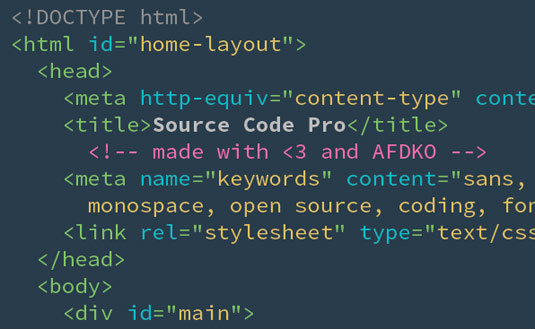 <!DOCTYPE html>
<html id="home-layout">
<head>
<meta http-equiv="content-type" conte
<title>Source Code Pro</title>
<!-- made with <3 and AFDKO -->
<meta name="keywords" content="sans,
monospace, open source, coding, fon
<link rel="stylesheet" type="text/css
</head>
<body>
<div id="main">